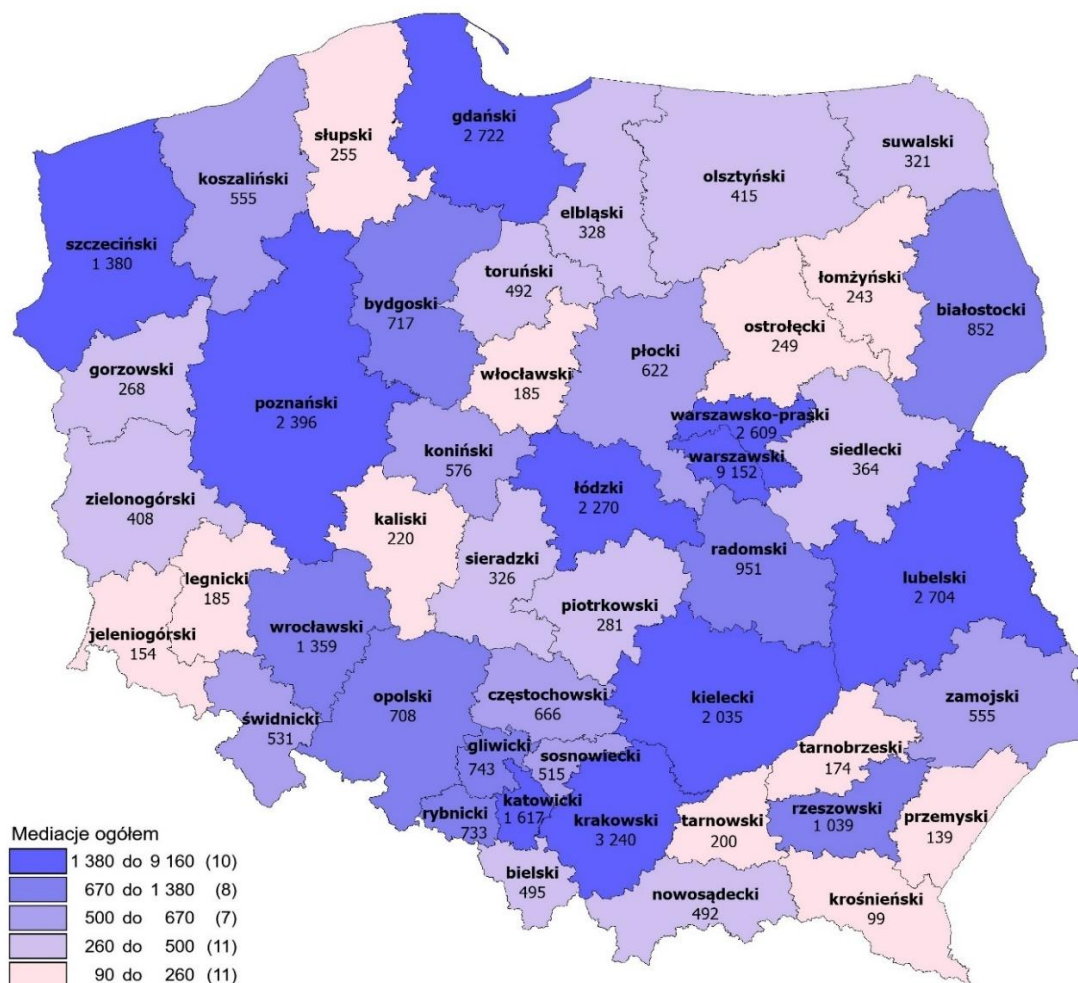 gdański
2 722
słupski
255
suwalski
321
koszaliński
555
olsztyński
415
elbląski
328
szczeciński
1 380
toruński
492
łomżyński
243
bydgoski
717
białostocki
852
ostrołęcki
249
płocki
622
gorzowski
268
włocławski
185
poznański
2 396
warszawsko-praski
2 609
koniński
576
warszawski
9 152
siedlecki
364
zielonogórski
408
łódzki
2 270
kaliski
220
sieradzki
326
radomski
951
legnicki
185
lubelski
2 704
piotrkowski
281
jeleniogórski
154
wrocławski
1 359
opolski
708
częstochowski
666
kielecki
2 035
zamojski
555
świdnicki
531
gliwicki
743
sosnowiecki
515
tarnobrzeski
174
katowicki
1 617
rybnicki
733
krakowski
3 240
tarnowski
200
rzeszowski
1 039
przemyski
139
bielski
495
nowosądecki
492
krośnieński
99
Mediacje ogółem
1 380 do 9 160 (10)
670 do 1 380 (8)
500 do 670 (7)
260 do 500 (11)
90 do 260 (11)